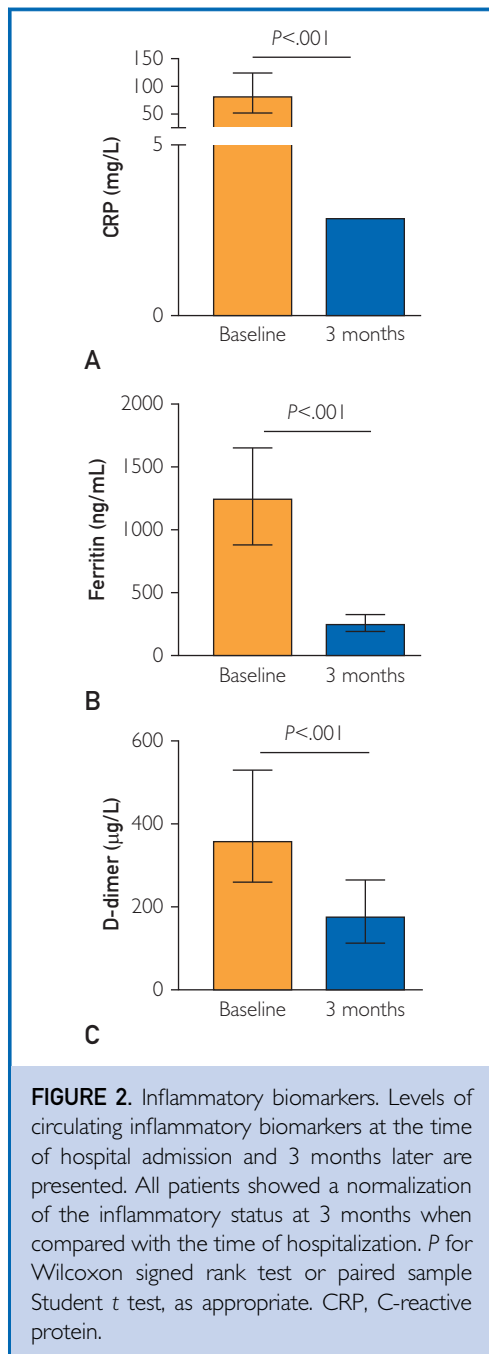 P<.001
150
100
50
5
0
CRP (mg/L)
Baseline 3 months
A
P<.001
2000
1500
1000
500
0
Ferritin (ng/mL)
Baseline 3 months
B
P<.001
600
400
200
0
D-dimer (μg/L)
Baseline 3 months
C
FIGURE 2. Inflammatory biomarkers. Levels of
circulating inflammatory biomarkers at the time
of hospital admission and 3 months later are
presented. All patients showed a normalization
of the inflammatory status at 3 months when
compared with the time of hospitalization. P for
Wilcoxon signed rank test or paired sample
Student t test, as appropriate. CRP, C-reactive
protein.